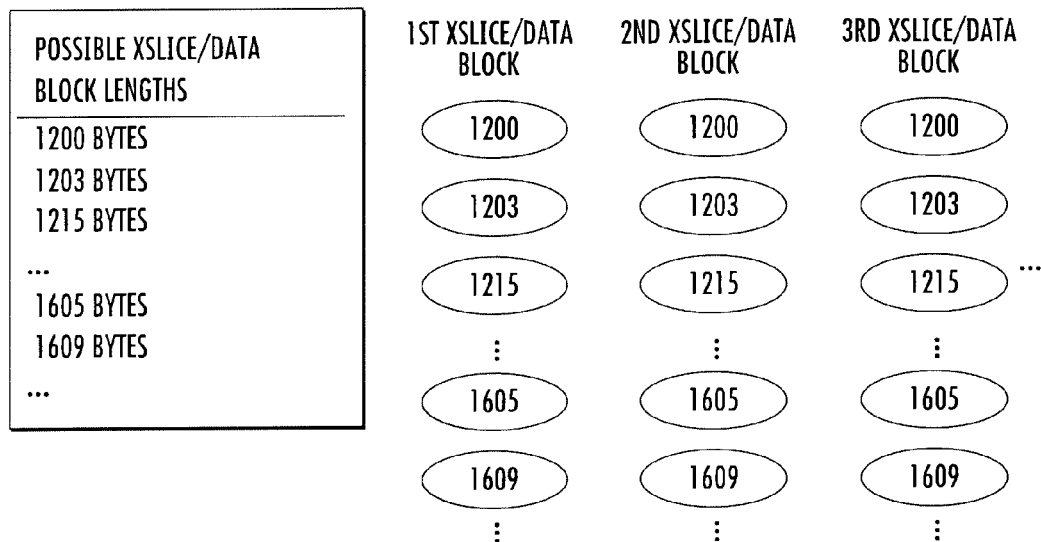 POSSIBLE XSLICE/DATA
BLOCK LENGTHS
1200 BYTES
1203 BYTES
1215 BYTES
...
1605 BYTES
1609 BYTES
...
1ST XSLICE/DATA
BLOCK
1200
1203
1215
⋮
1605
1609
⋮
2ND XSLICE/DATA
BLOCK
1200
1203
1215
⋮
1605
1609
⋮
3RD XSLICE/DATA
BLOCK
1200
1203
1215
⋮
1605
1609
⋮
...